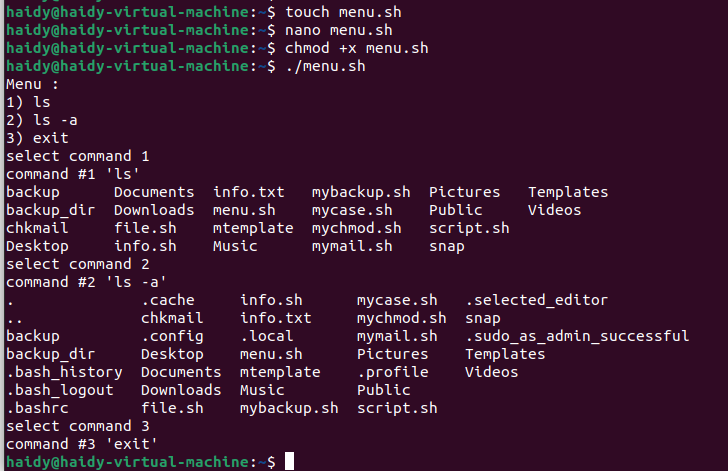 haidy@haidy-virtual-machine:~$ touch menu.sh
haidy@haidy-virtual-machine:~$ nano menu.sh
haidy@haidy-virtual-machine:~$ chmod +x menu.sh
haidy@haidy-virtual-machine:~$ ./menu.sh
Menu :
1) ls
2) ls -a
3) exit
select command 1
command #1 'ls'
backup      Documents  info.txt   mybackup.sh  Pictures   Templates
backup_dir  Downloads  menu.sh    mycase.sh    Public     Videos
chkmail     file.sh    mtemplate  mychmod.sh   script.sh
Desktop     info.sh    Music      mymail.sh    snap
select command 2
command #2 'ls -a'
.              .cache     info.sh      mycase.sh   .selected_editor
..             chkmail    info.txt     mychmod.sh  snap
backup         .config    .local       mymail.sh   .sudo_as_admin_successful
backup_dir     Desktop    menu.sh      Pictures    Templates
.bash_history  Documents  mtemplate    .profile    Videos
.bash_logout   Downloads  Music        Public
.bashrc        file.sh    mybackup.sh  script.sh
select command 3
command #3 'exit'
haidy@haidy-virtual-machine:~$